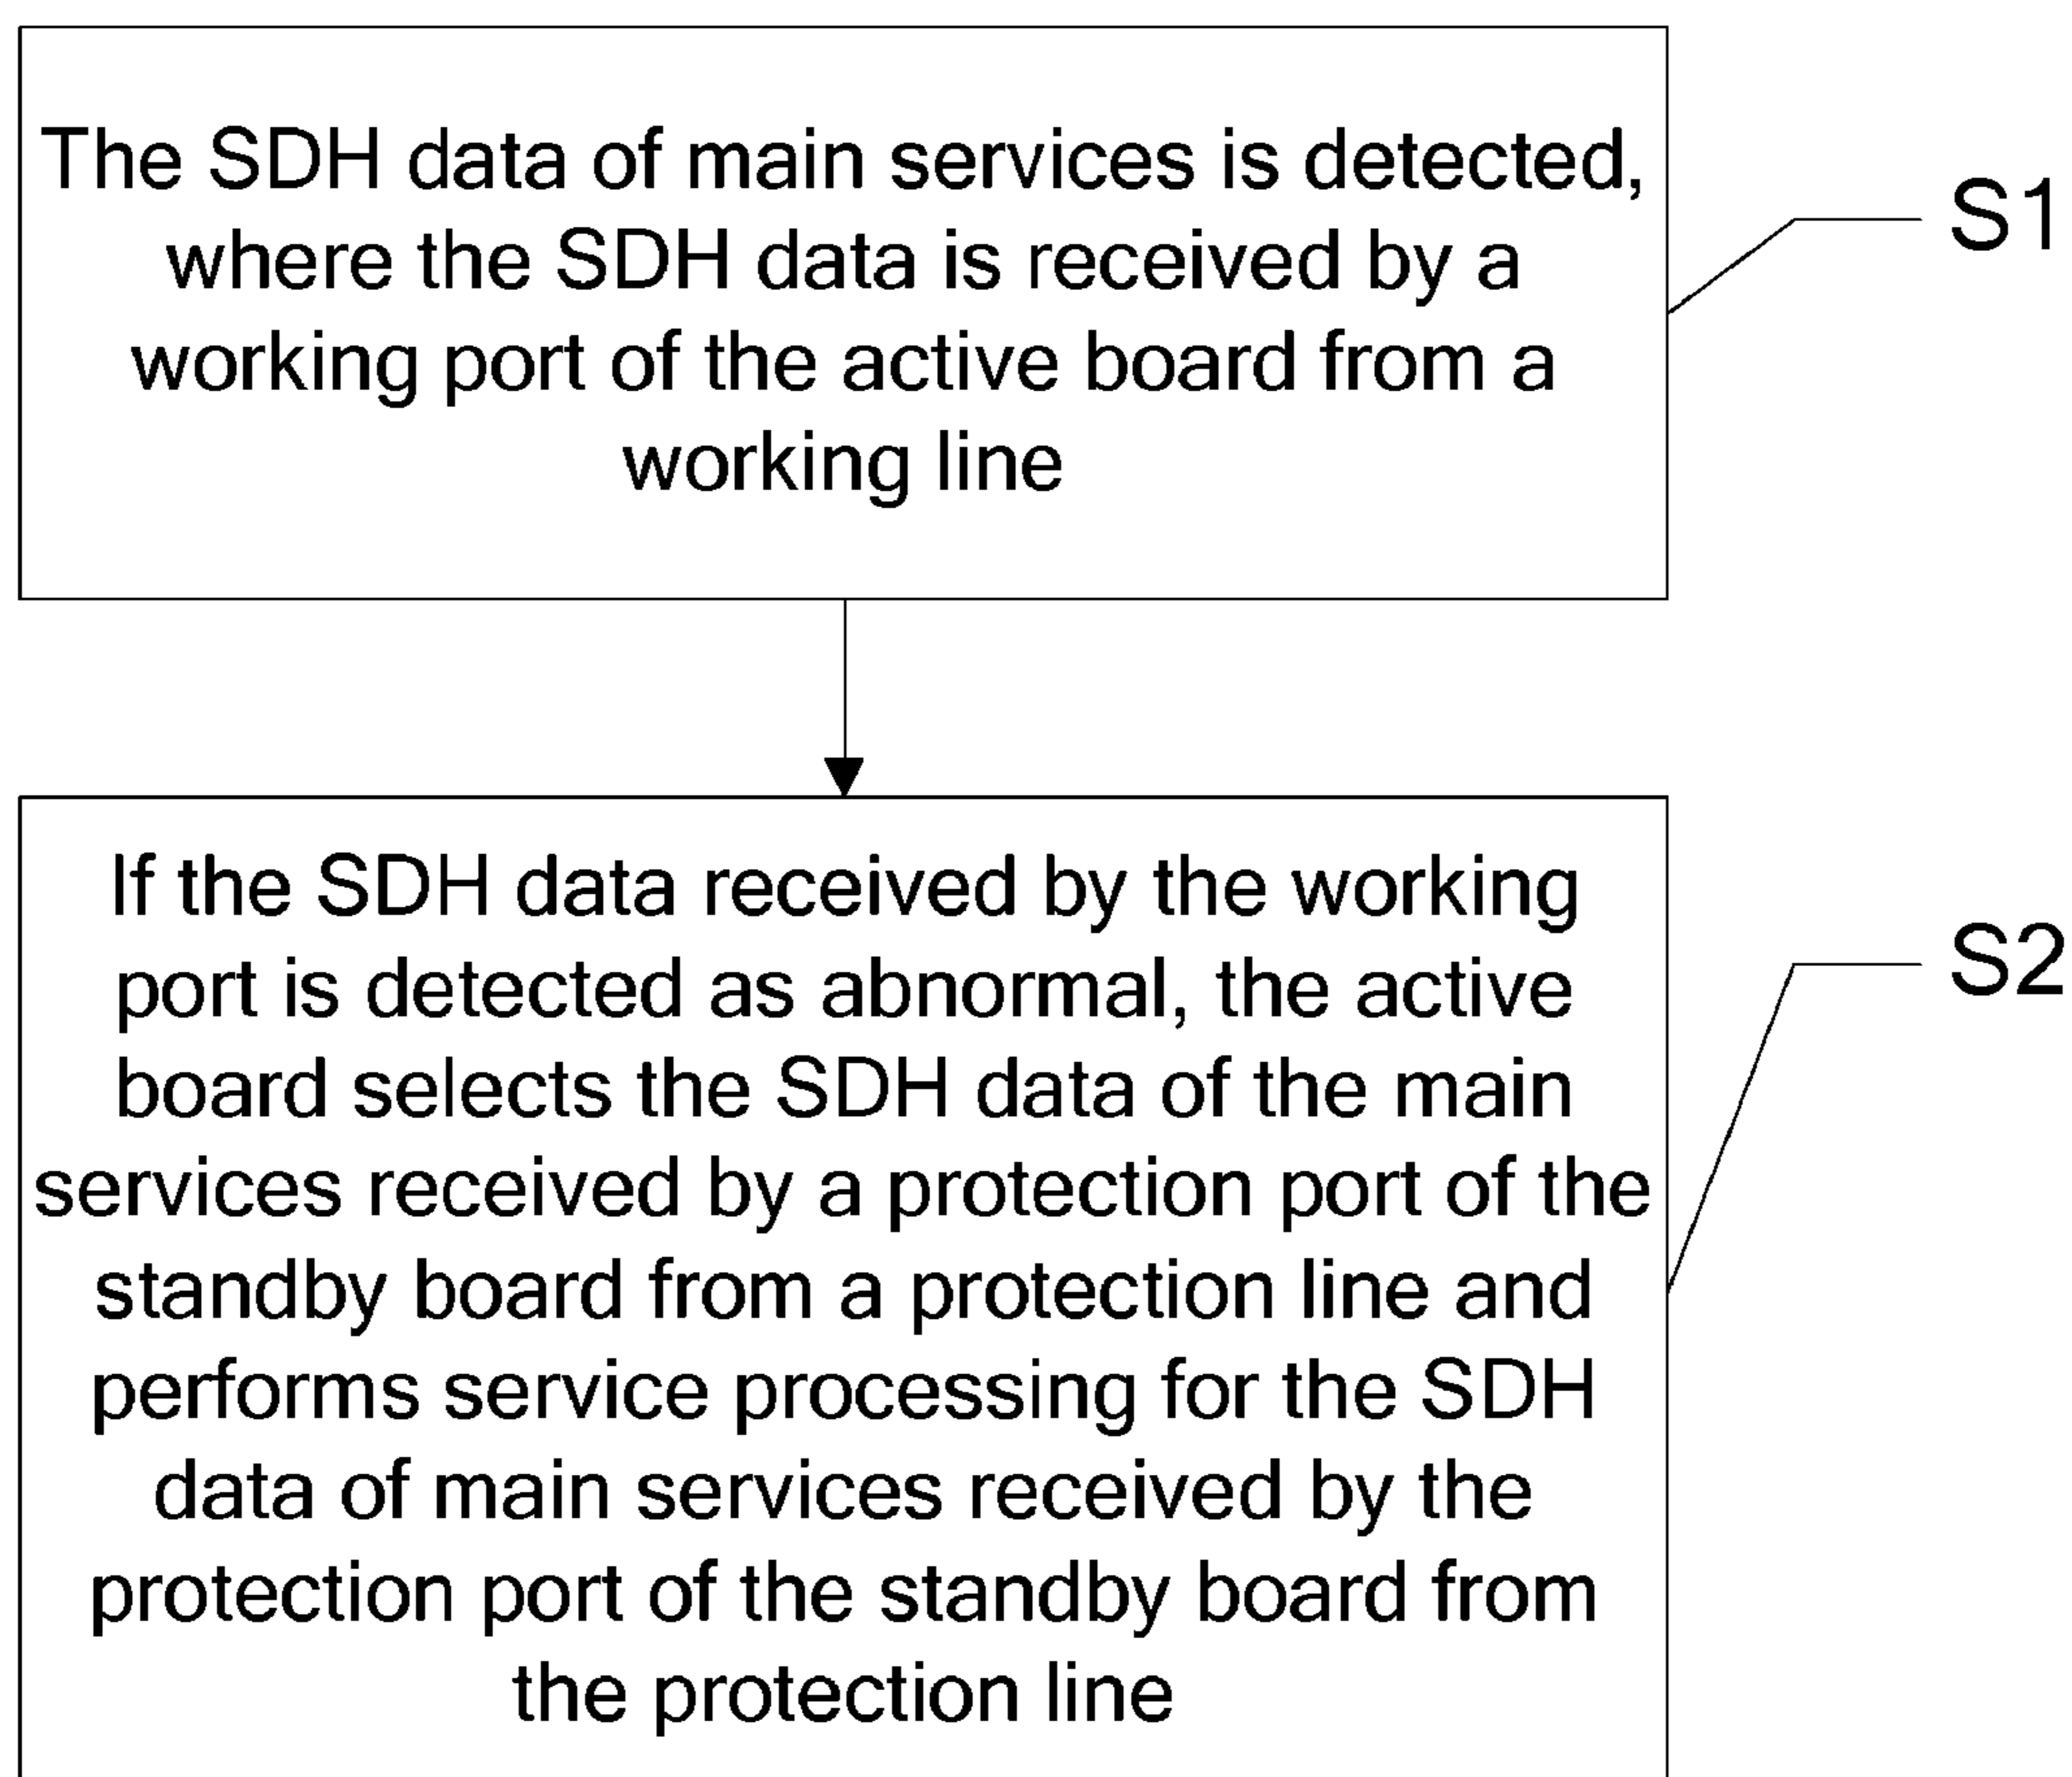 The SDH data of main services is detected,
where the SDH data is received by a
working port of the active board from a
working line
S1
If the SDH data received by the working
port is detected as abnormal, the active
board selects the SDH data of the main
services received by a protection port of the
standby board from a protection line and
performs service processing for the SDH
data of main services received by the
protection port of the standby board from
the protection line
S2